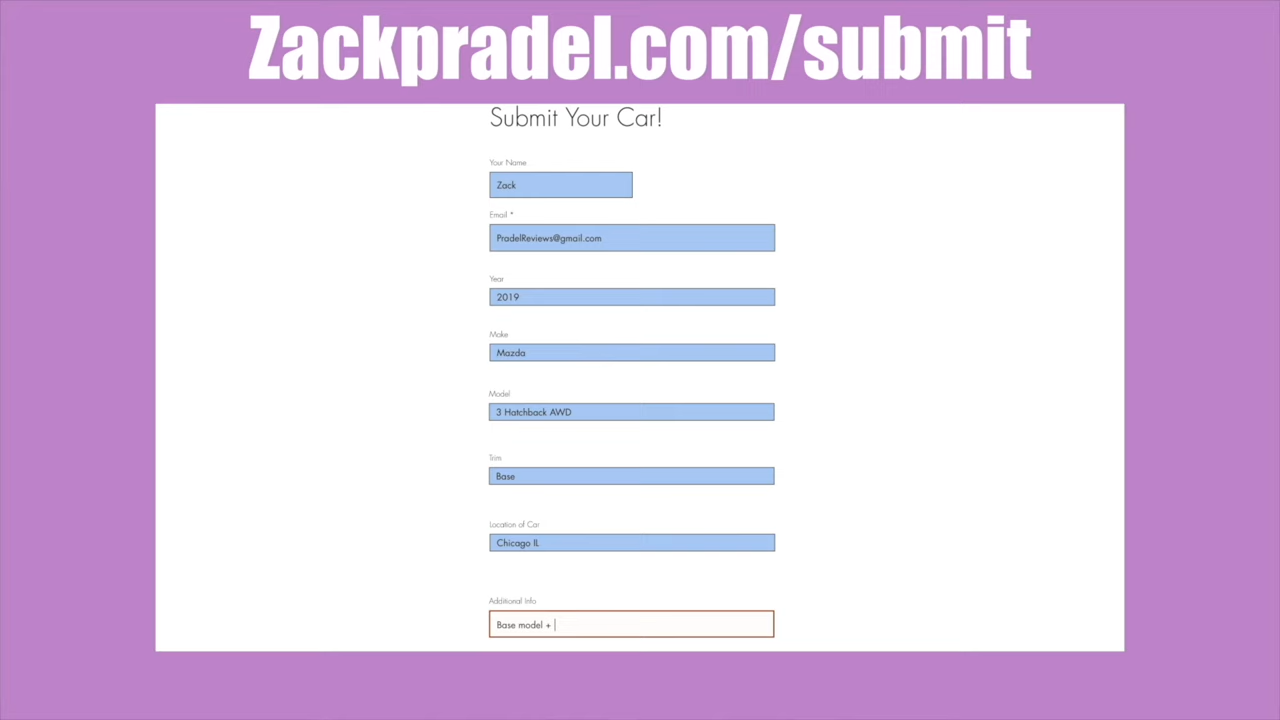 Zackpradel.com/submit
Submit Your Car!
Your Name
Zack
Email *
PradelReviews@gmail.com
Year
2019
Make
Mazda
Model
3 Hatchback AWD
Trim
Base
Location of Car
Chicago IL
Additional Info
Base model +